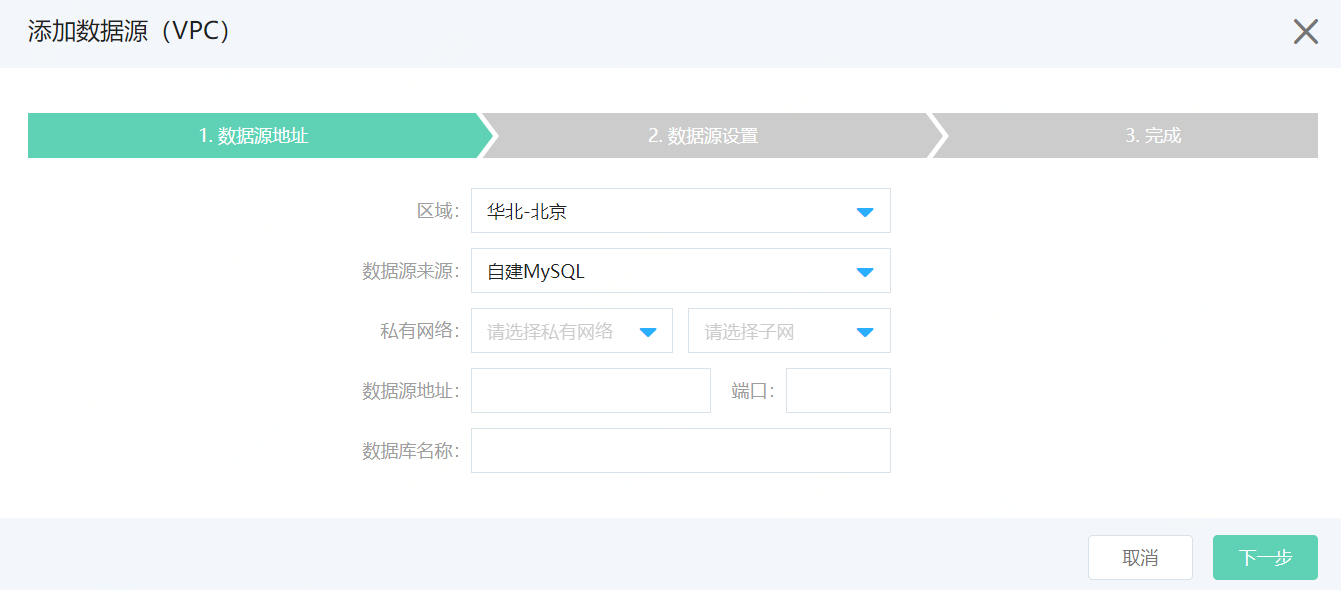 添加数据源（VPC）
1. 数据源地址
2. 数据源设置
3. 完成
区域： 华北-北京
数据源来源： 自建MySQL
私有网络： 请选择私有网络 请选择子网
数据源地址： 端口：
数据库名称：
取消 下一步